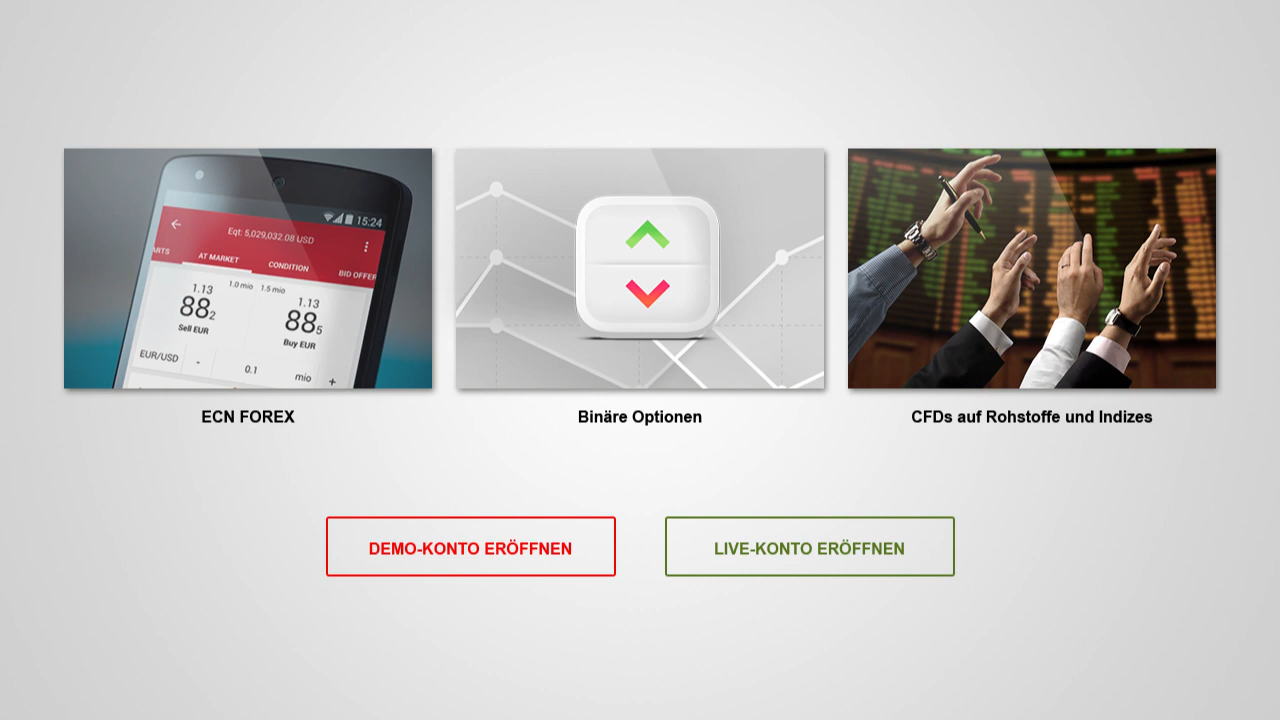 15:24
Eqt: 5,029,032.08 USD
ARTS AT MARKET CONDITION BID OFFER
1.13 1.0 mio 1.5 mio 1.13
882 885
Sell EUR Buy EUR
EUR/USD - 0.1 mio +
ECN FOREX
Binäre Optionen
CFDs auf Rohstoffe und Indizes
DEMO-KONTO ERÖFFNEN
LIVE-KONTO ERÖFFNEN